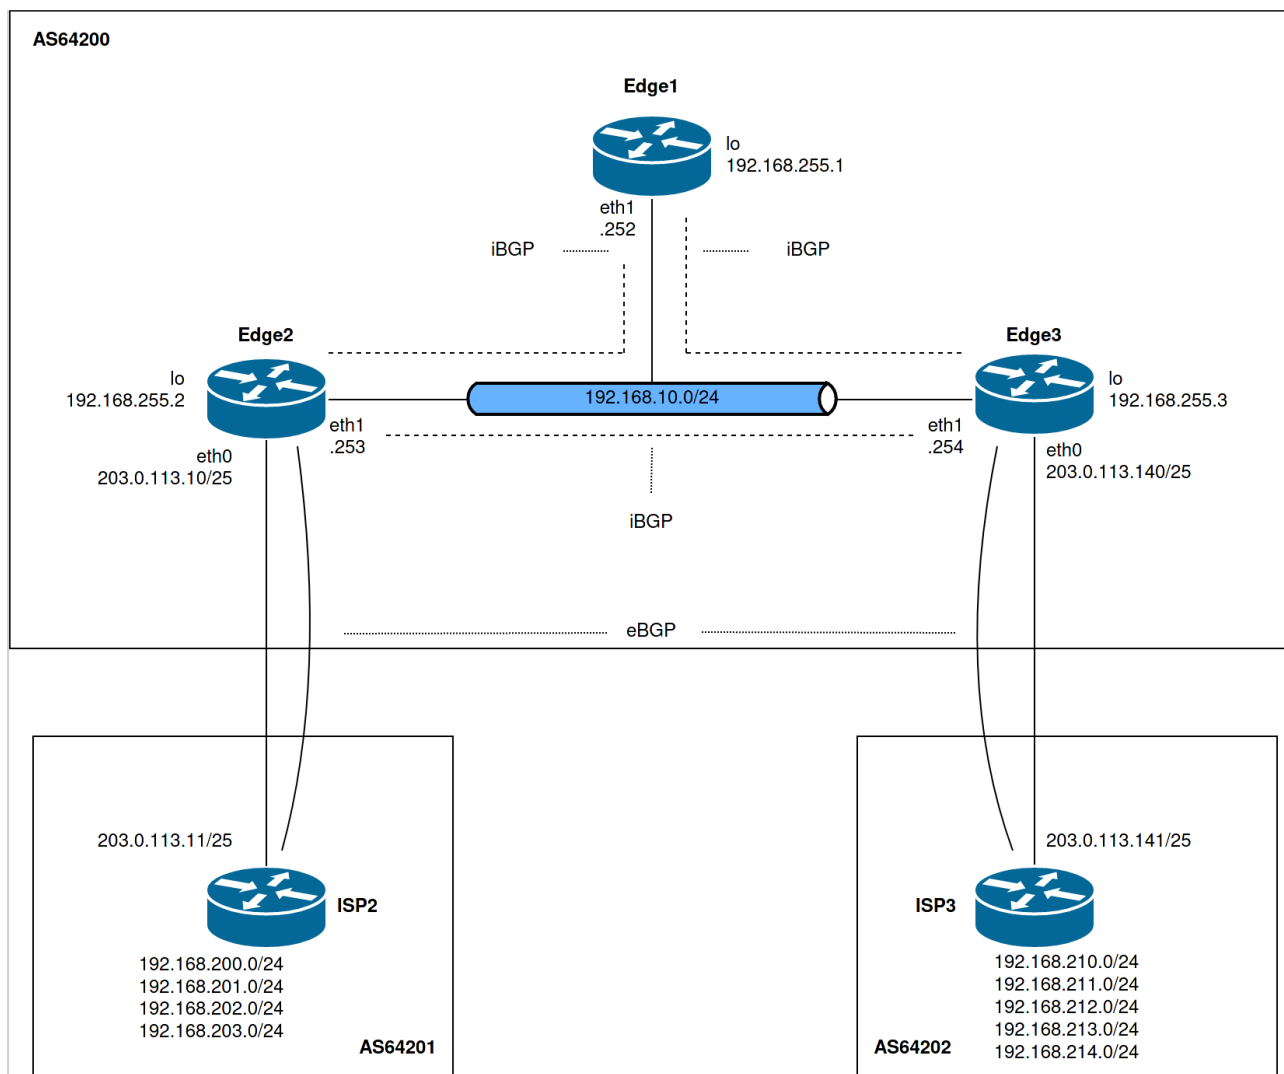 AS64200
Edge1
lo
192.168.255.1
eth1
.252
iBGP
iBGP
Edge2
Edge3
lo
192.168.255.2
192.168.10.0/24
lo
192.168.255.3
eth1
.253
eth1
.254
eth0
203.0.113.10/25
eth0
203.0.113.140/25
iBGP
eBGP
203.0.113.11/25
203.0.113.141/25
ISP2
ISP3
192.168.200.0/24
192.168.201.0/24
192.168.202.0/24
192.168.203.0/24
AS64201
192.168.210.0/24
192.168.211.0/24
192.168.212.0/24
192.168.213.0/24
192.168.214.0/24
AS64202